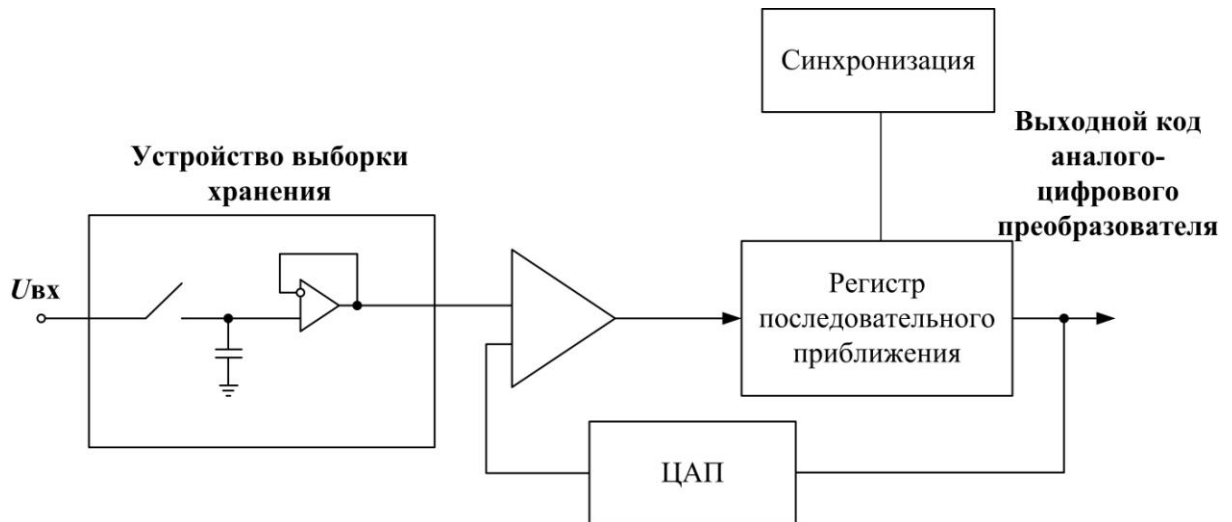 Синхронизация
Выходной код
аналого-
цифрового
преобразователя
Устройство выборки
хранения
Uвх
Регистр
последовательного
приближения
ЦАП